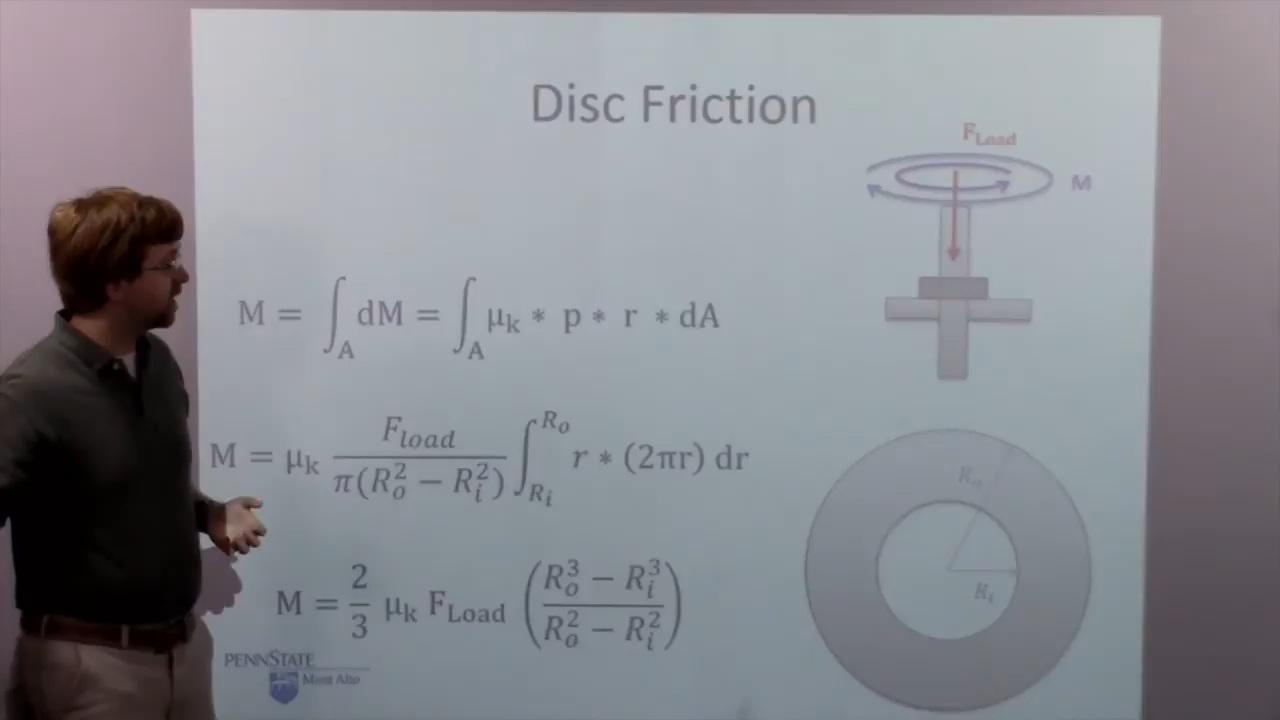 Disc Friction
F_Load
M
M = ∫_A dM = ∫_A μ_k * p * r * dA
M = μ_k F_load / π(R_o^2 − R_i^2) ∫_{R_i}^{R_o} r * (2πr) dr
R_o
R_i
M = 2/3 μ_k F_Load ((R_o^3 − R_i^3) / (R_o^2 − R_i^2))
PENNSTATE
Mont Alto